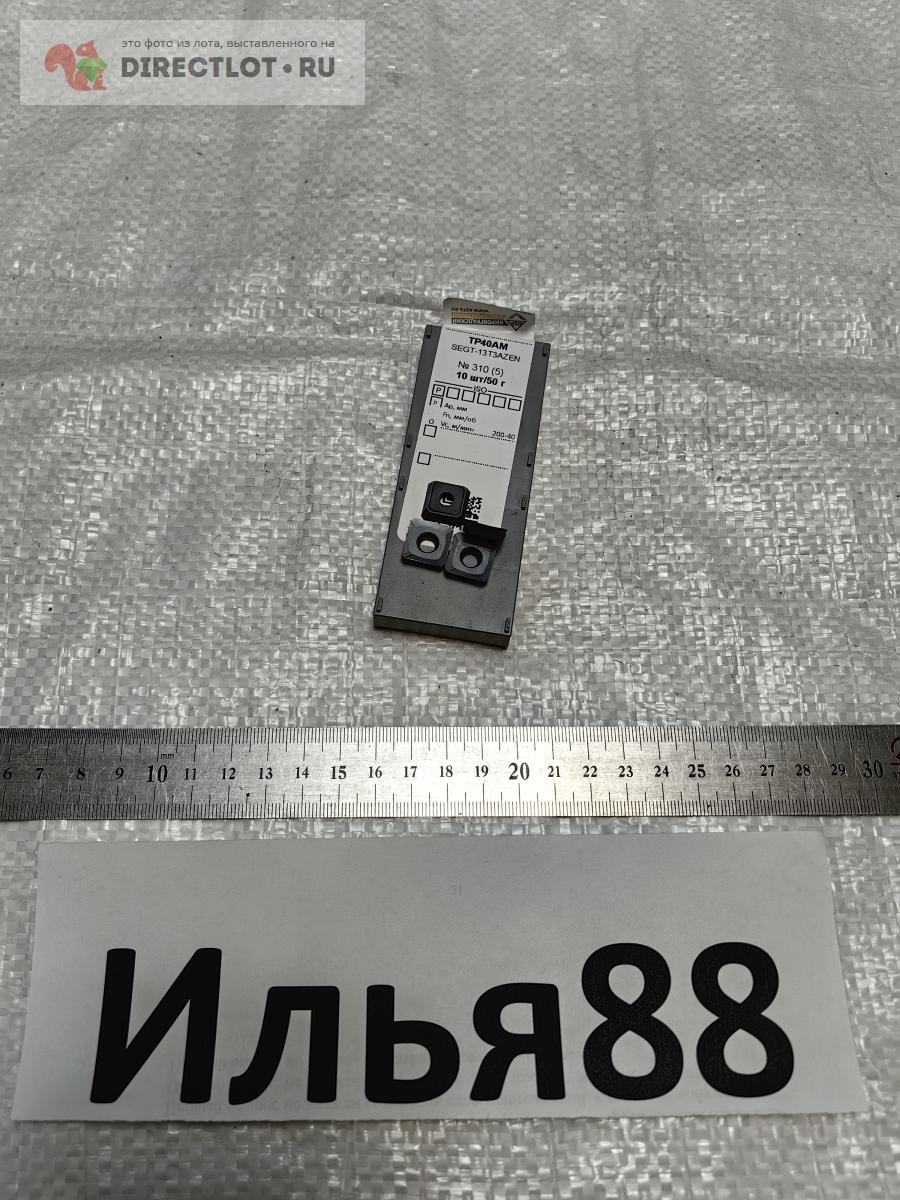 это фото из лота, выставленного на
DIRECTLOT.RU
TP40AM
SEGT-13T3AZEN
№ 310 (5)
10 шт/50 г
ISO
P
P Ap, мм
Fn, мм/об
O Vc, м/мин 200-40
mm
6 7 8 9 10 11 12 13 14 15 16 17 18 19 20 21 22 23 24 25 26 27 28 29 30
Илья88